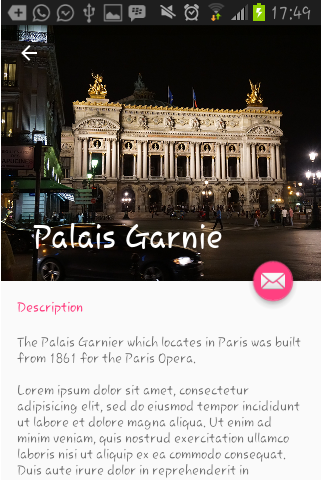 17:49
Palais Garnie
Description
The Palais Garnier which locates in Paris was built
from 1861 for the Paris Opera.
Lorem ipsum dolor sit amet, consectetur
adipisicing elit, sed do eiusmod tempor incididunt
ut labore et dolore magna aliqua. Ut enim ad
minim veniam, quis nostrud exercitation ullamco
laboris nisi ut aliquip ex ea commodo consequat.
Duis aute irure dolor in reprehenderit in